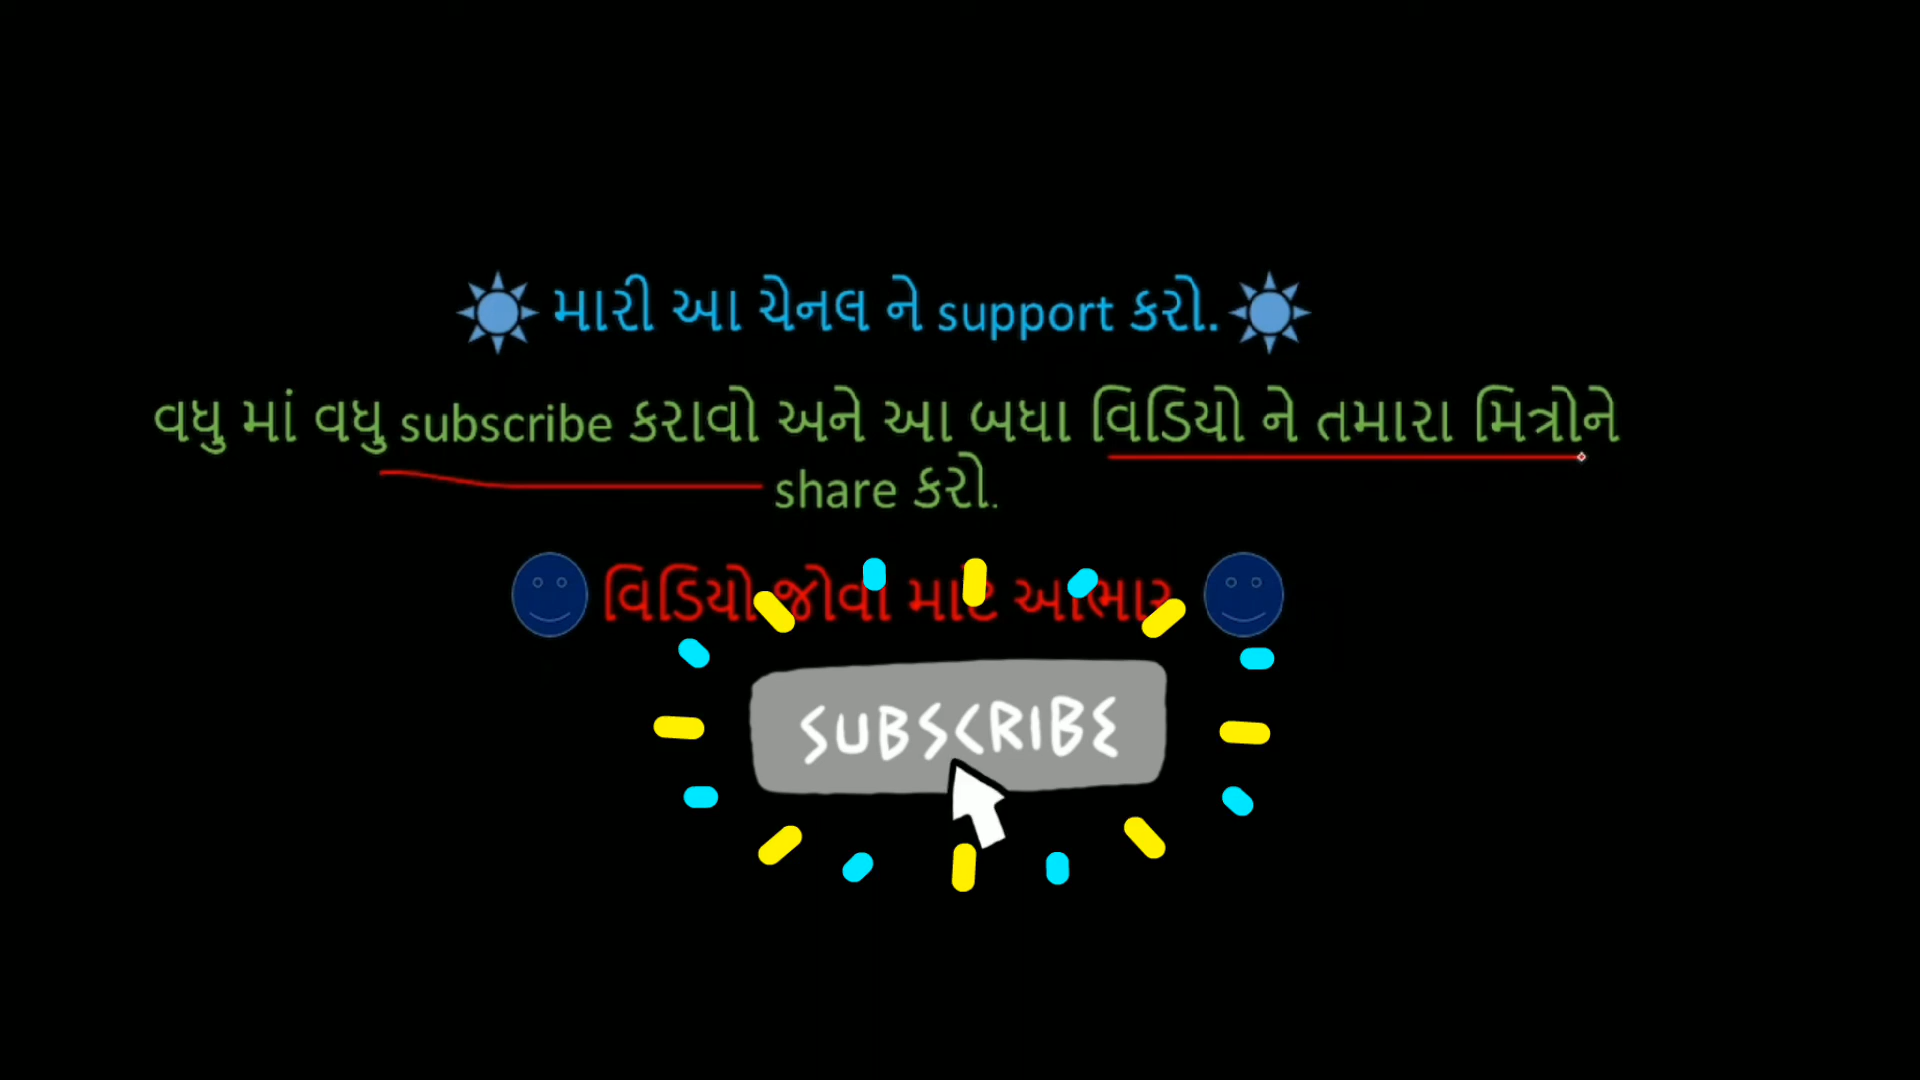 મારી આ ચેનલ ને support કરો.
વધુ માં વધુ subscribe કરાવો અને આ બધા વિડિયો ને તમારા મિત્રોને
share કરો.
વિડિયો જોવા માટે આભાર
SUBSCRIBE